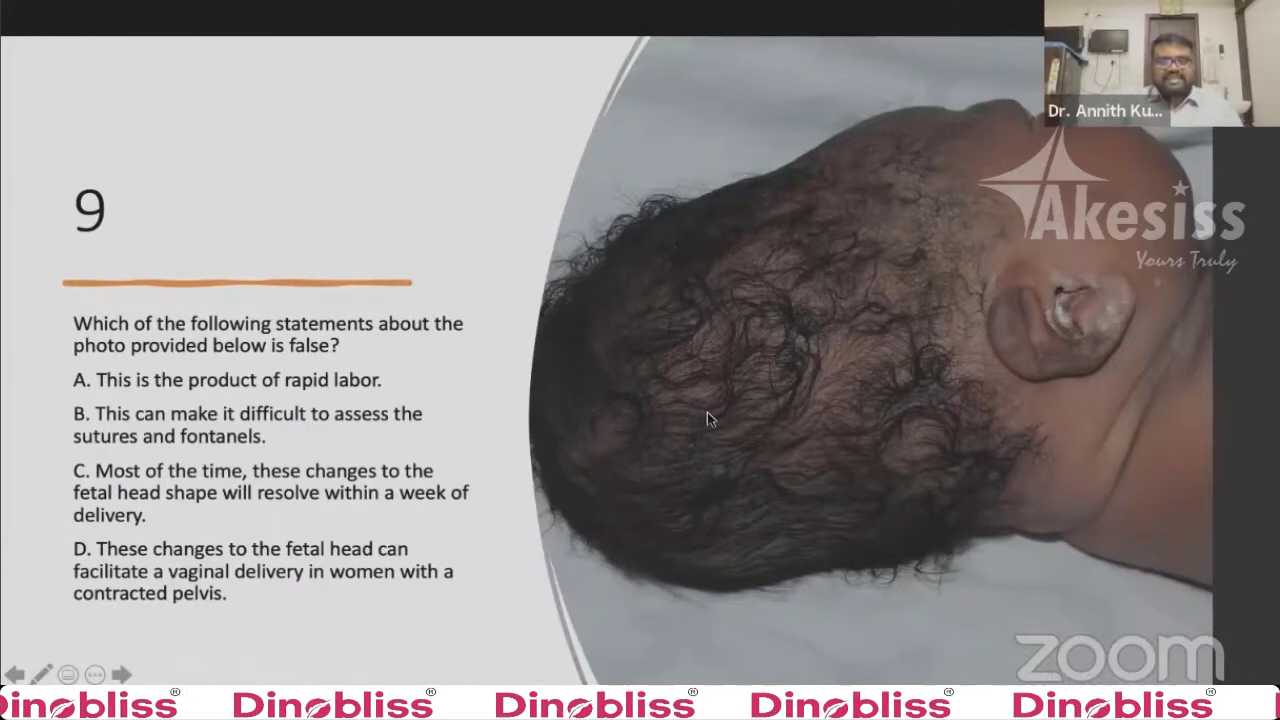 Dr. Annith Ku...
Akesiss
Yours Truly
9
Which of the following statements about the
photo provided below is false?
A. This is the product of rapid labor.
B. This can make it difficult to assess the
sutures and fontanels.
C. Most of the time, these changes to the
fetal head shape will resolve within a week of
delivery.
D. These changes to the fetal head can
facilitate a vaginal delivery in women with a
contracted pelvis.
zoom
Dinobliss® Dinobliss® Dinobliss® Dinobliss® Dinobliss®